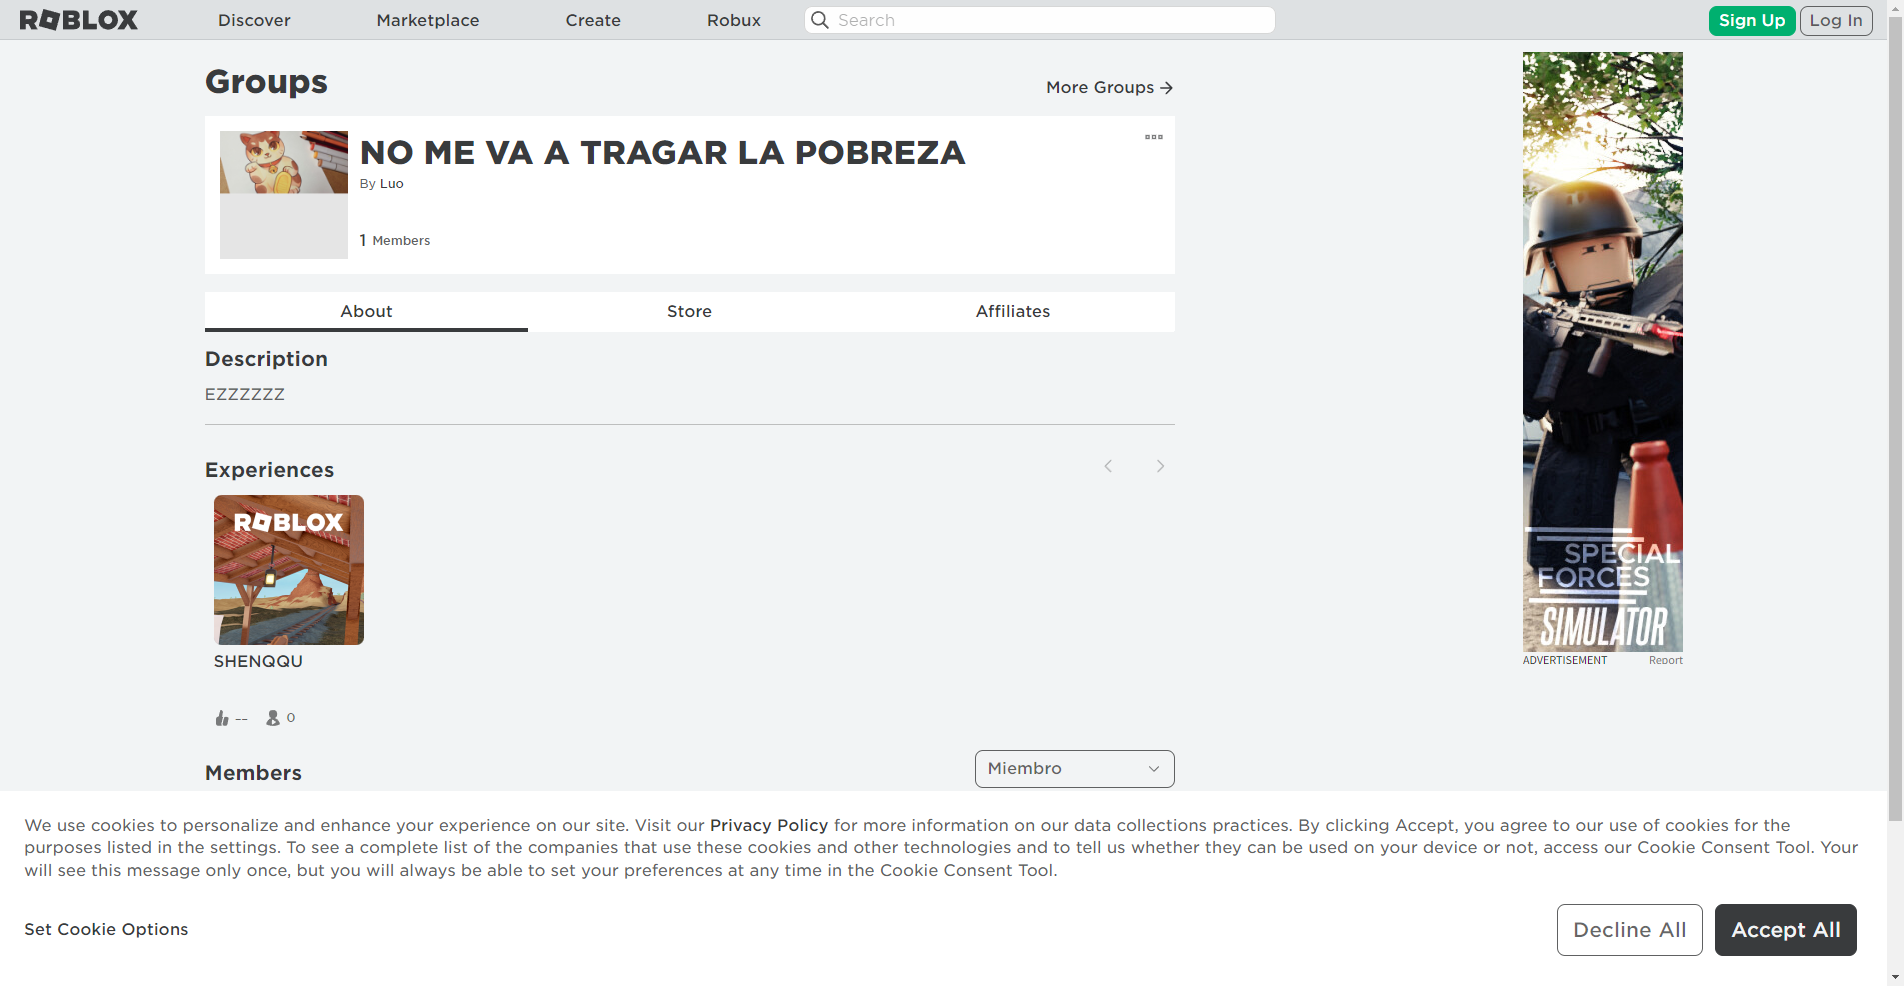 ROBLOX
Discover
Marketplace
Create
Robux
Search
Sign Up
Log In
Groups
More Groups
NO ME VA A TRAGAR LA POBREZA
By Luo
1 Members
About
Store
Affiliates
Description
EZZZZZZ
Experiences
ROBLOX
SHENQQU
--
0
SPECIAL
FORCES
SIMULATOR
ADVERTISEMENT
Report
Members
Miembro
We use cookies to personalize and enhance your experience on our site. Visit our Privacy Policy for more information on our data collections practices. By clicking Accept, you agree to our use of cookies for the
purposes listed in the settings. To see a complete list of the companies that use these cookies and other technologies and to tell us whether they can be used on your device or not, access our Cookie Consent Tool. Your
will see this message only once, but you will always be able to set your preferences at any time in the Cookie Consent Tool.
Set Cookie Options
Decline All
Accept All